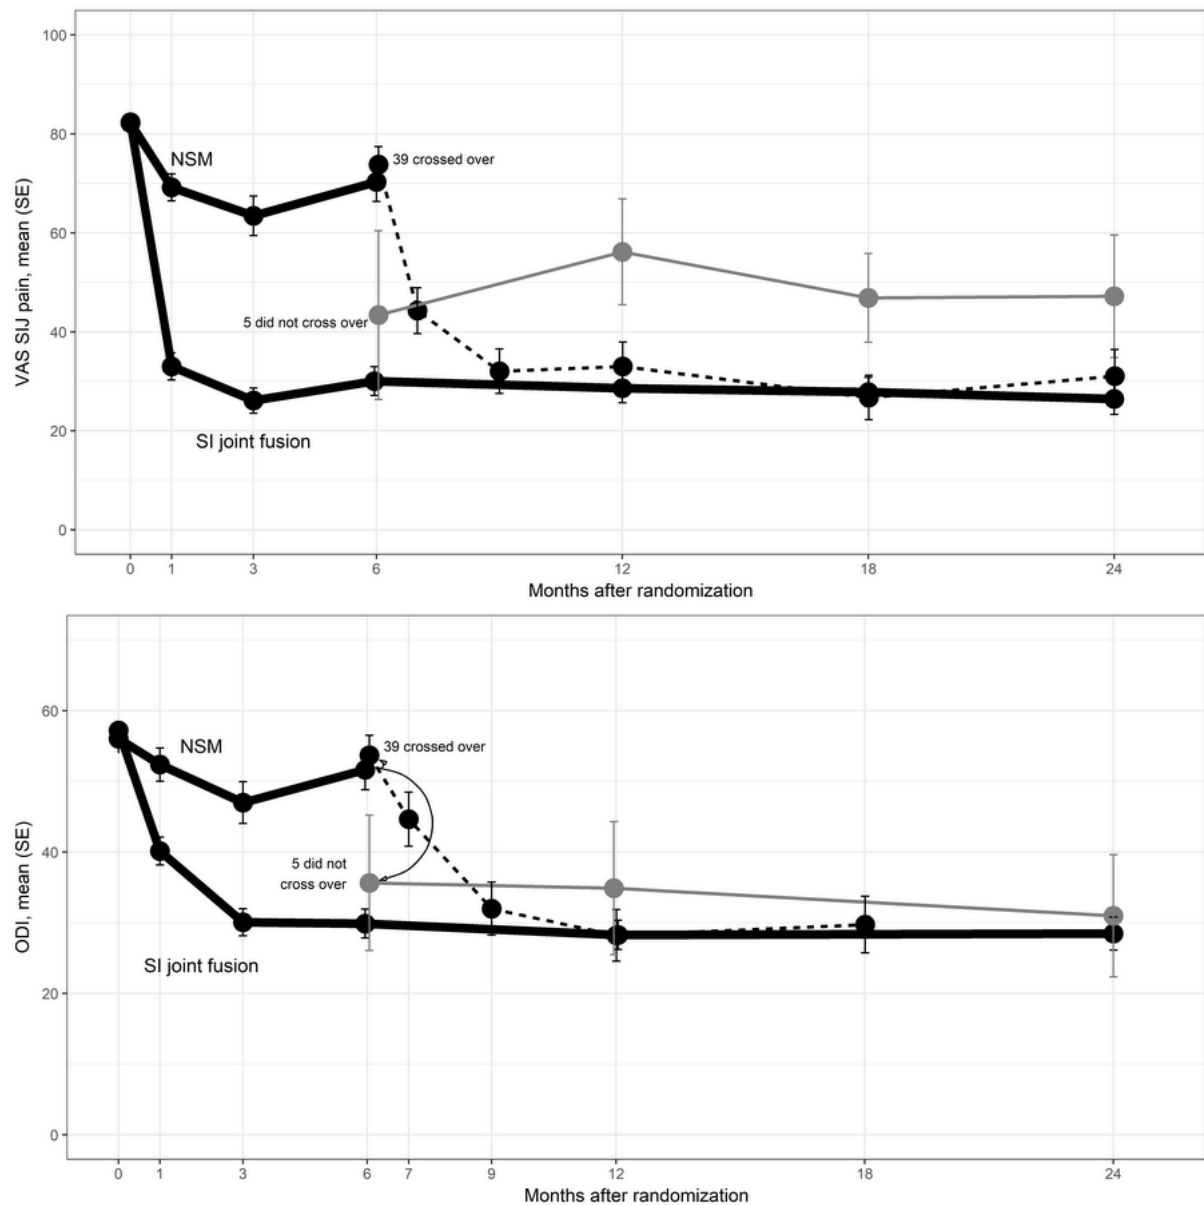 100
80
60
40
20
0
VAS SIJ pain, mean (SE)
NSM
39 crossed over
5 did not cross over
SI joint fusion
0 1 3 6 12 18 24
Months after randomization
60
40
20
0
ODI, mean (SE)
NSM
39 crossed over
5 did not
cross over
SI joint fusion
0 1 3 6 7 9 12 18 24
Months after randomization